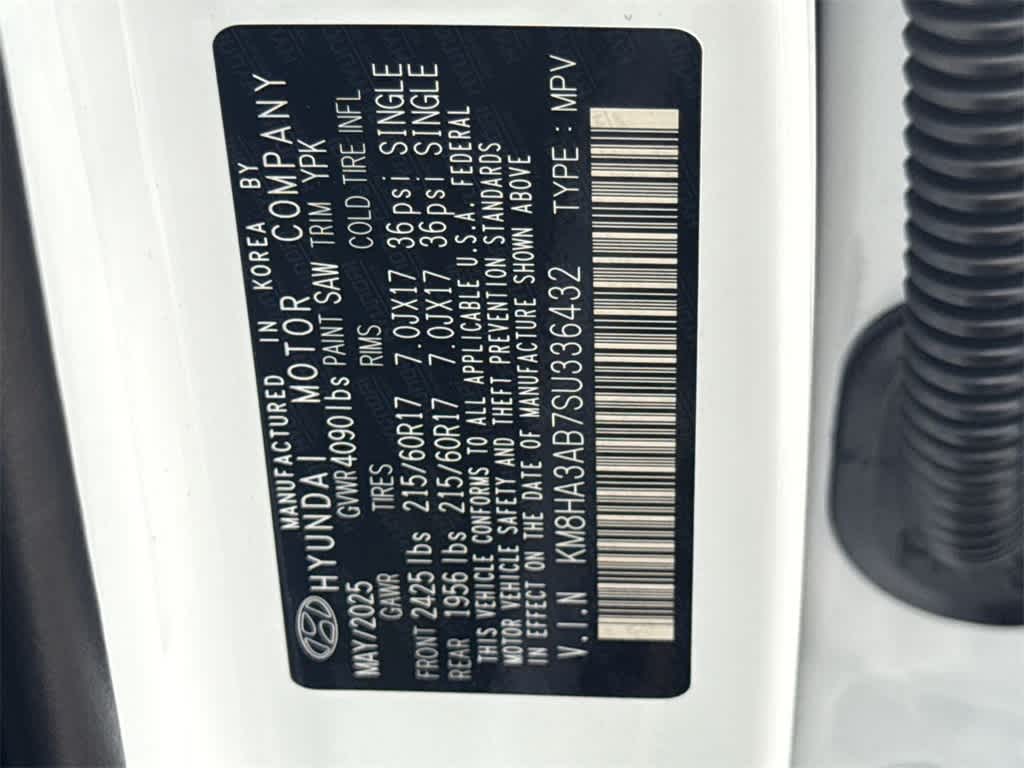 MANUFACTURED IN KOREA BY
HYUNDAI MOTOR COMPANY
MAY/2025 GVWR4090lbs PAINT SAW TRIM YPK
GAWR TIRES RIMS COLD TIRE INFL
FRONT 2425lbs 215/60R17 7.0JX17 36psi SINGLE
REAR 1956lbs 215/60R17 7.0JX17 36psi SINGLE
THIS VEHICLE CONFORMS TO ALL APPLICABLE U.S.A. FEDERAL
MOTOR VEHICLE SAFETY AND THEFT PREVENTION STANDARDS
IN EFFECT ON THE DATE OF MANUFACTURE SHOWN ABOVE
V.I.N KM8HA3AB7SU336432 TYPE: MPV